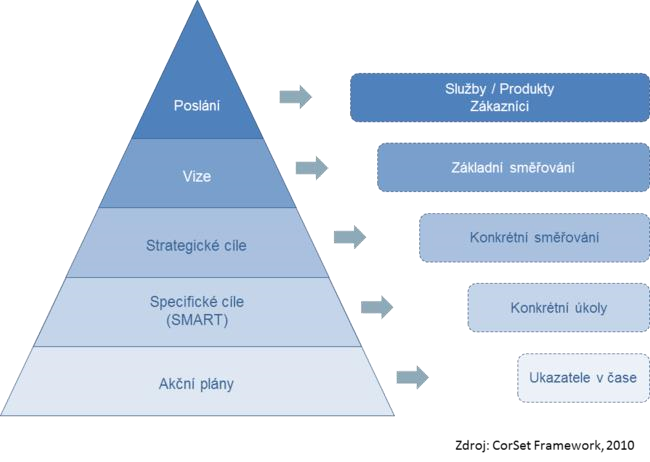 Poslání
Služby / Produkty
Zákazníci
Vize
Základní směřování
Strategické cíle
Konkrétní směřování
Specifické cíle
(SMART)
Konkrétní úkoly
Akční plány
Ukazatele v čase
Zdroj: CorSet Framework, 2010